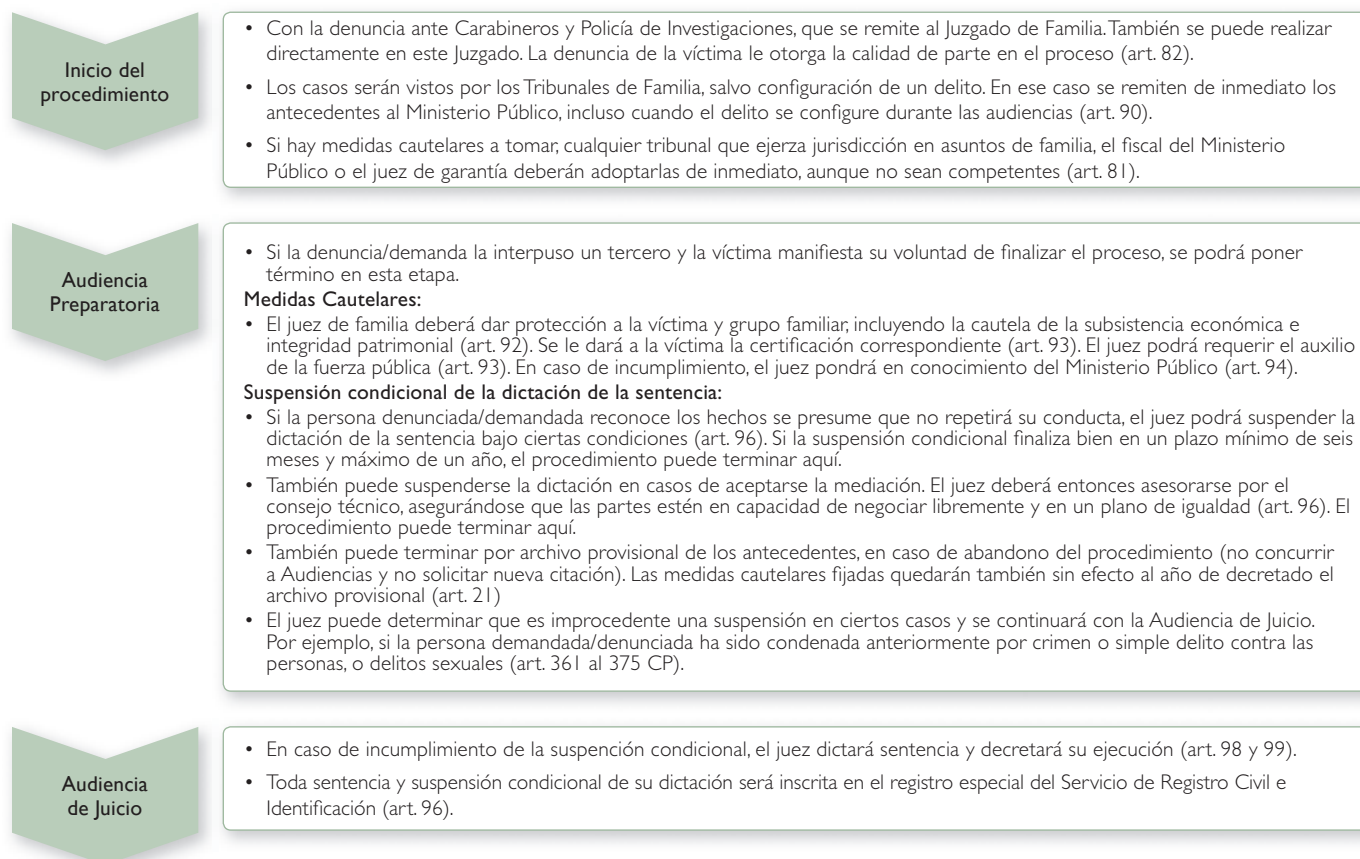 Inicio del
procedimiento
• Con la denuncia ante Carabineros y Policía de Investigaciones, que se remite al Juzgado de Familia. También se puede realizar
directamente en este Juzgado. La denuncia de la víctima le otorga la calidad de parte en el proceso (art. 82).
• Los casos serán vistos por los Tribunales de Familia, salvo configuración de un delito. En ese caso se remiten de inmediato los
antecedentes al Ministerio Público, incluso cuando el delito se configure durante las audiencias (art. 90).
• Si hay medidas cautelares a tomar, cualquier tribunal que ejerza jurisdicción en asuntos de familia, el fiscal del Ministerio
Público o el juez de garantía deberán adoptarlas de inmediato, aunque no sean competentes (art. 81).
Audiencia
Preparatoria
• Si la denuncia/demanda la interpuso un tercero y la víctima manifiesta su voluntad de finalizar el proceso, se podrá poner
término en esta etapa.
Medidas Cautelares:
• El juez de familia deberá dar protección a la víctima y grupo familiar, incluyendo la cautela de la subsistencia económica e
integridad patrimonial (art. 92). Se le dará a la víctima la certificación correspondiente (art. 93). El juez podrá requerir el auxilio
de la fuerza pública (art. 93). En caso de incumplimiento, el juez pondrá en conocimiento del Ministerio Público (art. 94).
Suspensión condicional de la dictación de la sentencia:
• Si la persona denunciada/demandada reconoce los hechos se presume que no repetirá su conducta, el juez podrá suspender la
dictación de la sentencia bajo ciertas condiciones (art. 96). Si la suspensión condicional finaliza bien en un plazo mínimo de seis
meses y máximo de un año, el procedimiento puede terminar aquí.
• También puede suspenderse la dictación en casos de aceptarse la mediación. El juez deberá entonces asesorarse por el
consejo técnico, asegurándose que las partes estén en capacidad de negociar libremente y en un plano de igualdad (art. 96). El
procedimiento puede terminar aquí.
• También puede terminar por archivo provisional de los antecedentes, en caso de abandono del procedimiento (no concurrir
a Audiencias y no solicitar nueva citación). Las medidas cautelares fijadas quedarán también sin efecto al año de decretado el
archivo provisional (art. 21)
• El juez puede determinar que es improcedente una suspensión en ciertos casos y se continuará con la Audiencia de Juicio.
Por ejemplo, si la persona demandada/denunciada ha sido condenada anteriormente por crimen o simple delito contra las
personas, o delitos sexuales (art. 361 al 375 CP).
Audiencia
de Juicio
• En caso de incumplimiento de la suspención condicional, el juez dictará sentencia y decretará su ejecución (art. 98 y 99).
• Toda sentencia y suspensión condicional de su dictación será inscrita en el registro especial del Servicio de Registro Civil e
Identificación (art. 96).